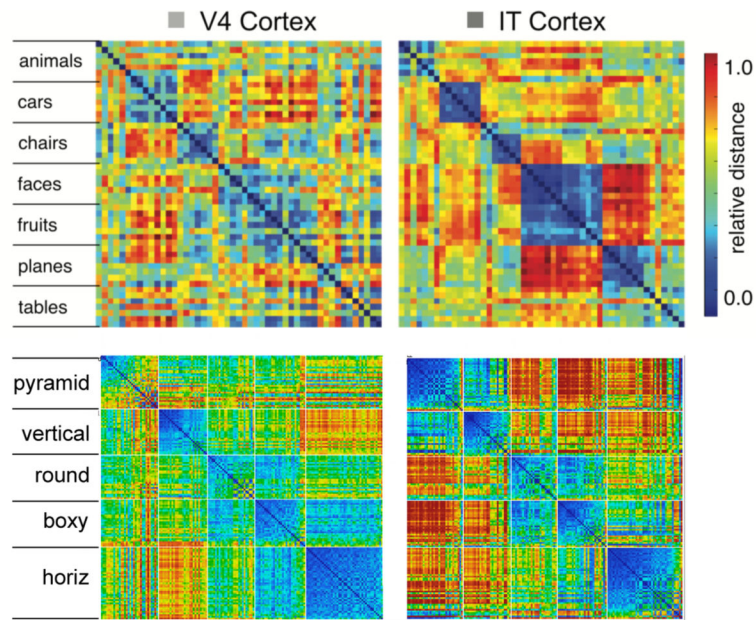 V4 Cortex
IT Cortex
animals
cars
chairs
faces
fruits
planes
tables
1.0
relative distance
0.0
pyramid
vertical
round
boxy
horiz